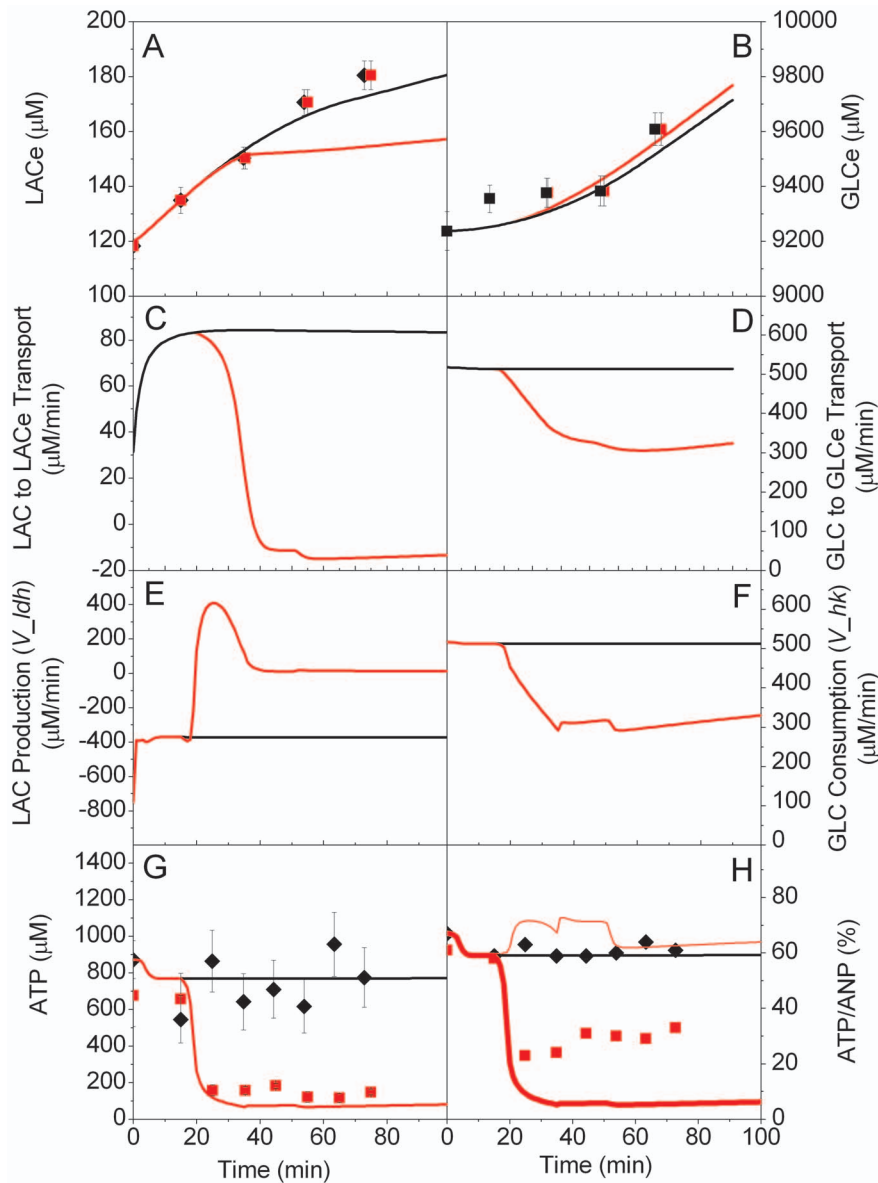 A
B
LACe (µM)
200
180
160
140
120
100
GLCe (µM)
10000
9800
9600
9400
9200
9000
C
D
LAC to LACe Transport
(µM/min)
80
60
40
20
0
-20
GLC to GLCe Transport
(µM/min)
600
500
400
300
200
100
0
E
F
LAC Production (V_ldh)
(µM/min)
400
200
0
-200
-400
-600
-800
GLC Consumption (V_hk)
(µM/min)
600
500
400
300
200
100
0
G
H
ATP
(µM)
1400
1200
1000
800
600
400
200
0
ATP/ANP (%)
80
60
40
20
0
0 20 40 60 80
0 20 40 60 80 100
Time (min)
Time (min)